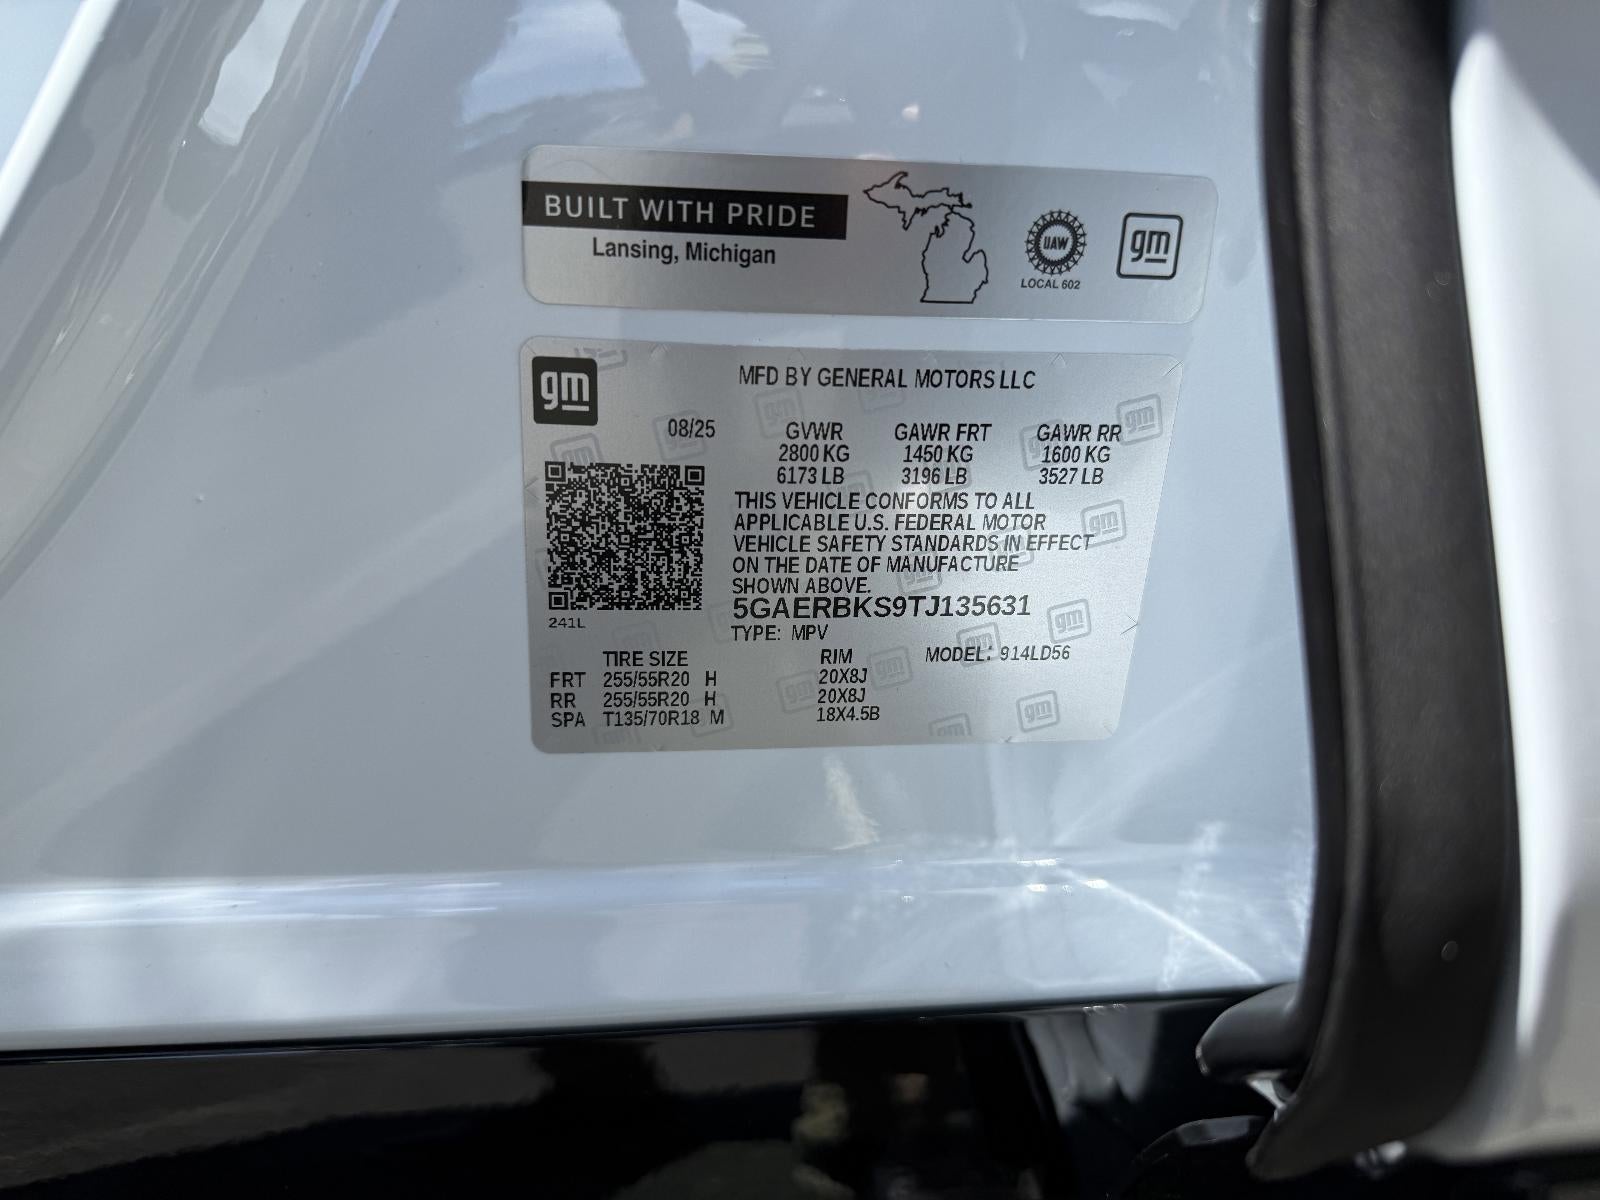 BUILT WITH PRIDE
Lansing, Michigan
UAW
LOCAL 602
gm
gm
MFD BY GENERAL MOTORS LLC
08/25 GVWR GAWR FRT GAWR RR
2800 KG 1450 KG 1600 KG
6173 LB 3196 LB 3527 LB
THIS VEHICLE CONFORMS TO ALL
APPLICABLE U.S. FEDERAL MOTOR
VEHICLE SAFETY STANDARDS IN EFFECT
ON THE DATE OF MANUFACTURE
SHOWN ABOVE.
5GAERBKS9TJ135631
241L
TYPE: MPV
TIRE SIZE RIM MODEL: 914LD56
FRT 255/55R20 H 20X8J
RR 255/55R20 H 20X8J
SPA T135/70R18 M 18X4.5B